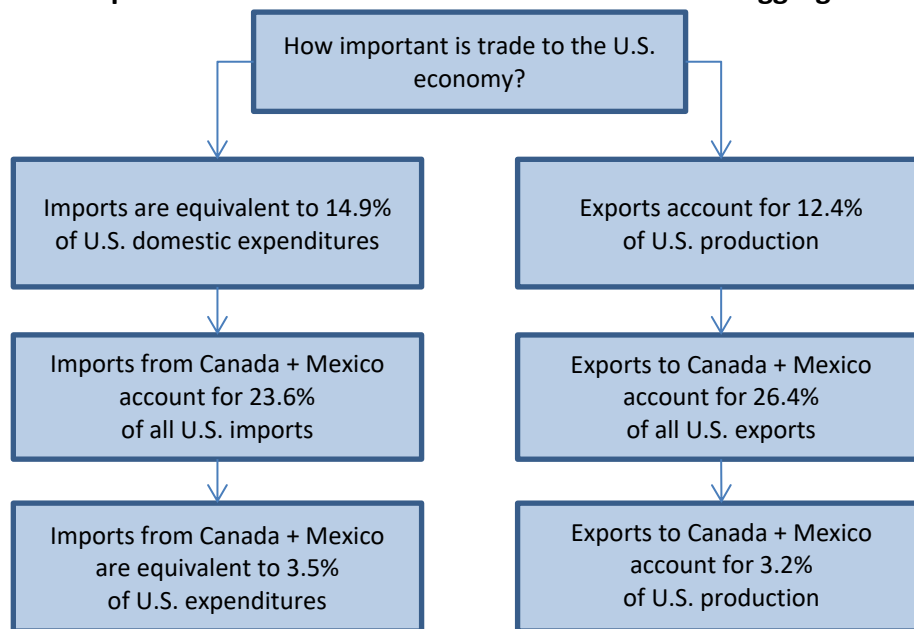 How important is trade to the U.S.
economy?
Imports are equivalent to 14.9%
of U.S. domestic expenditures
Imports from Canada + Mexico
account for 23.6%
of all U.S. imports
Imports from Canada + Mexico
are equivalent to 3.5%
of U.S. expenditures
Exports account for 12.4%
of U.S. production
Exports to Canada + Mexico
account for 26.4%
of all U.S. exports
Exports to Canada + Mexico
account for 3.2%
of U.S. production